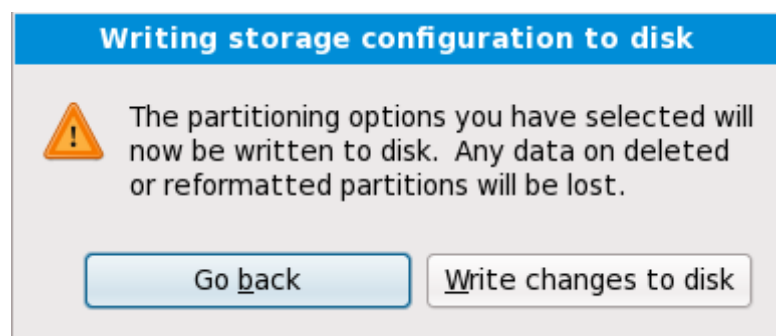 Writing storage configuration to disk
The partitioning options you have selected will
now be written to disk.  Any data on deleted
or reformatted partitions will be lost.
Go back
Write changes to disk